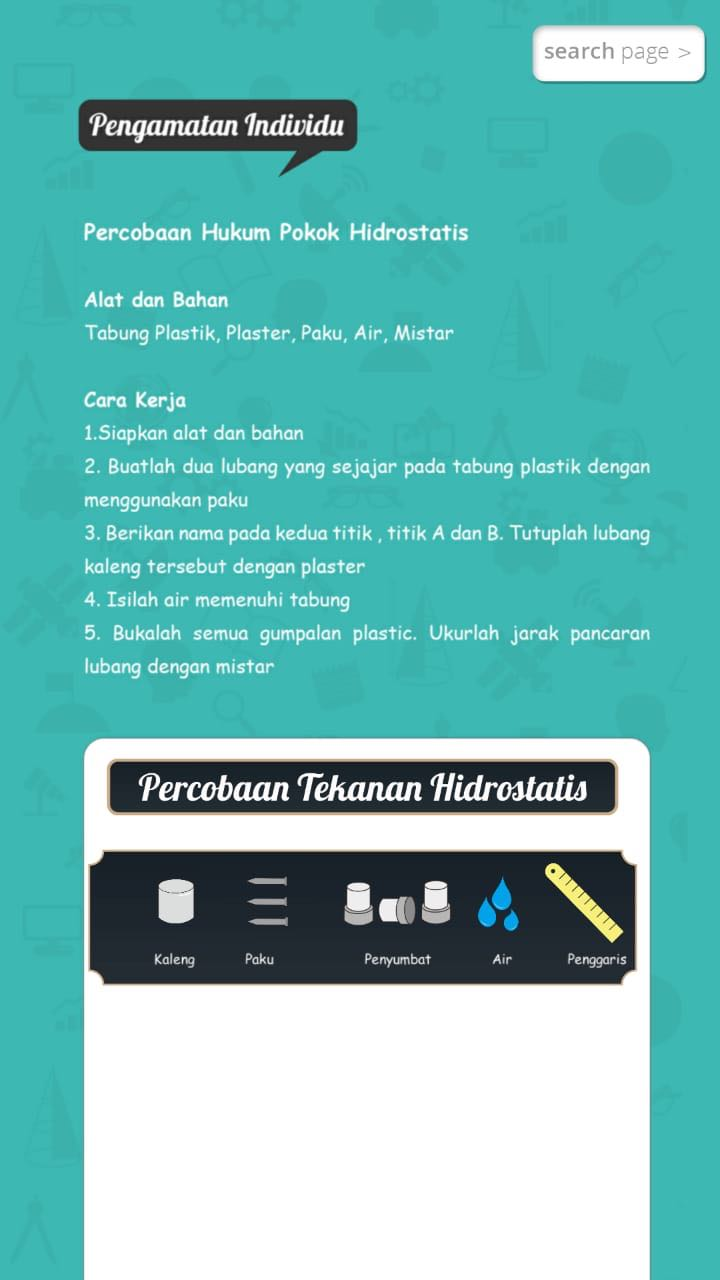 search page >
Pengamatan Individu
Percobaan Hukum Pokok Hidrostatis
Alat dan Bahan
Tabung Plastik, Plaster, Paku, Air, Mistar
Cara Kerja
1.Siapkan alat dan bahan
2. Buatlah dua lubang yang sejajar pada tabung plastik dengan
menggunakan paku
3. Berikan nama pada kedua titik , titik A dan B. Tutuplah lubang
kaleng tersebut dengan plaster
4. Isilah air memenuhi tabung
5. Bukalah semua gumpalan plastic. Ukurlah jarak pancaran
lubang dengan mistar
Percobaan Tekanan Hidrostatis
Kaleng Paku Penyumbat Air Penggaris